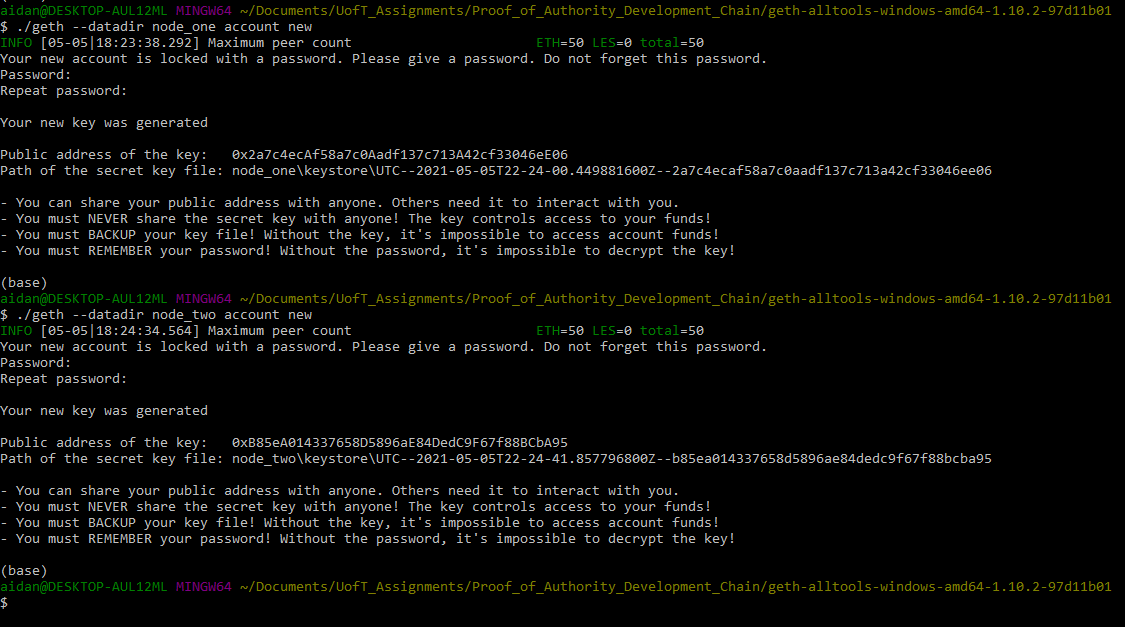 aidan@DESKTOP-AUL12ML MINGW64 ~/Documents/UofT_Assignments/Proof_of_Authority_Development_Chain/geth-alltools-windows-amd64-1.10.2-97d11b01
$ ./geth --datadir node_one account new
INFO [05-05|18:23:38.292] Maximum peer count ETH=50 LES=0 total=50
Your new account is locked with a password. Please give a password. Do not forget this password.
Password:
Repeat password:
Your new key was generated
Public address of the key: 0x2a7c4ecAf58a7c0Aadf137c713A42cf33046eE06
Path of the secret key file: node_one\keystore\UTC--2021-05-05T22-24-00.449881600Z--2a7c4ecaf58a7c0aadf137c713a42cf33046ee06
- You can share your public address with anyone. Others need it to interact with you.
- You must NEVER share the secret key with anyone! The key controls access to your funds!
- You must BACKUP your key file! Without the key, it's impossible to access account funds!
- You must REMEMBER your password! Without the password, it's impossible to decrypt the key!
(base)
aidan@DESKTOP-AUL12ML MINGW64 ~/Documents/UofT_Assignments/Proof_of_Authority_Development_Chain/geth-alltools-windows-amd64-1.10.2-97d11b01
$ ./geth --datadir node_two account new
INFO [05-05|18:24:34.564] Maximum peer count ETH=50 LES=0 total=50
Your new account is locked with a password. Please give a password. Do not forget this password.
Password:
Repeat password:
Your new key was generated
Public address of the key: 0xB85eA014337658D5896aE84DedC9F67f88BCbA95
Path of the secret key file: node_two\keystore\UTC--2021-05-05T22-24-41.857796800Z--b85ea014337658d5896ae84dedc9f67f88bcba95
- You can share your public address with anyone. Others need it to interact with you.
- You must NEVER share the secret key with anyone! The key controls access to your funds!
- You must BACKUP your key file! Without the key, it's impossible to access account funds!
- You must REMEMBER your password! Without the password, it's impossible to decrypt the key!
(base)
aidan@DESKTOP-AUL12ML MINGW64 ~/Documents/UofT_Assignments/Proof_of_Authority_Development_Chain/geth-alltools-windows-amd64-1.10.2-97d11b01
$